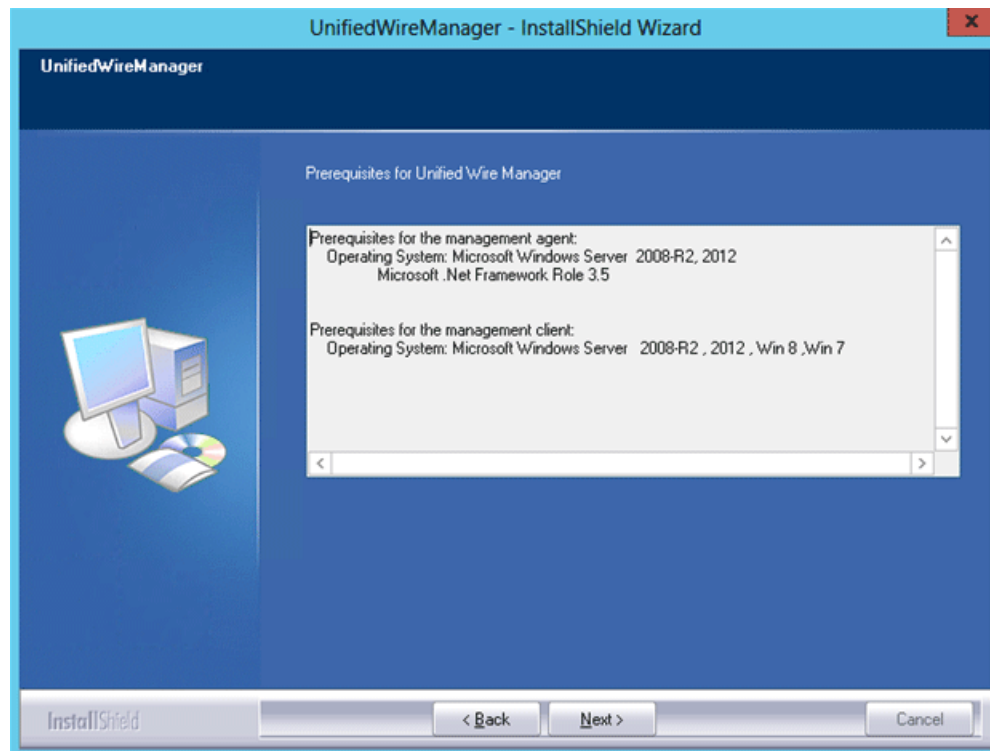 UnifiedWireManager - InstallShield Wizard
x
UnifiedWireManager
Prerequisites for Unified Wire Manager
Prerequisites for the management agent:
Operating System: Microsoft Windows Server 2008-R2, 2012
Microsoft .Net Framework Role 3.5
Prerequisites for the management client:
Operating System: Microsoft Windows Server 2008-R2 , 2012 , Win 8 ,Win 7
InstallShield
< Back
Next >
Cancel